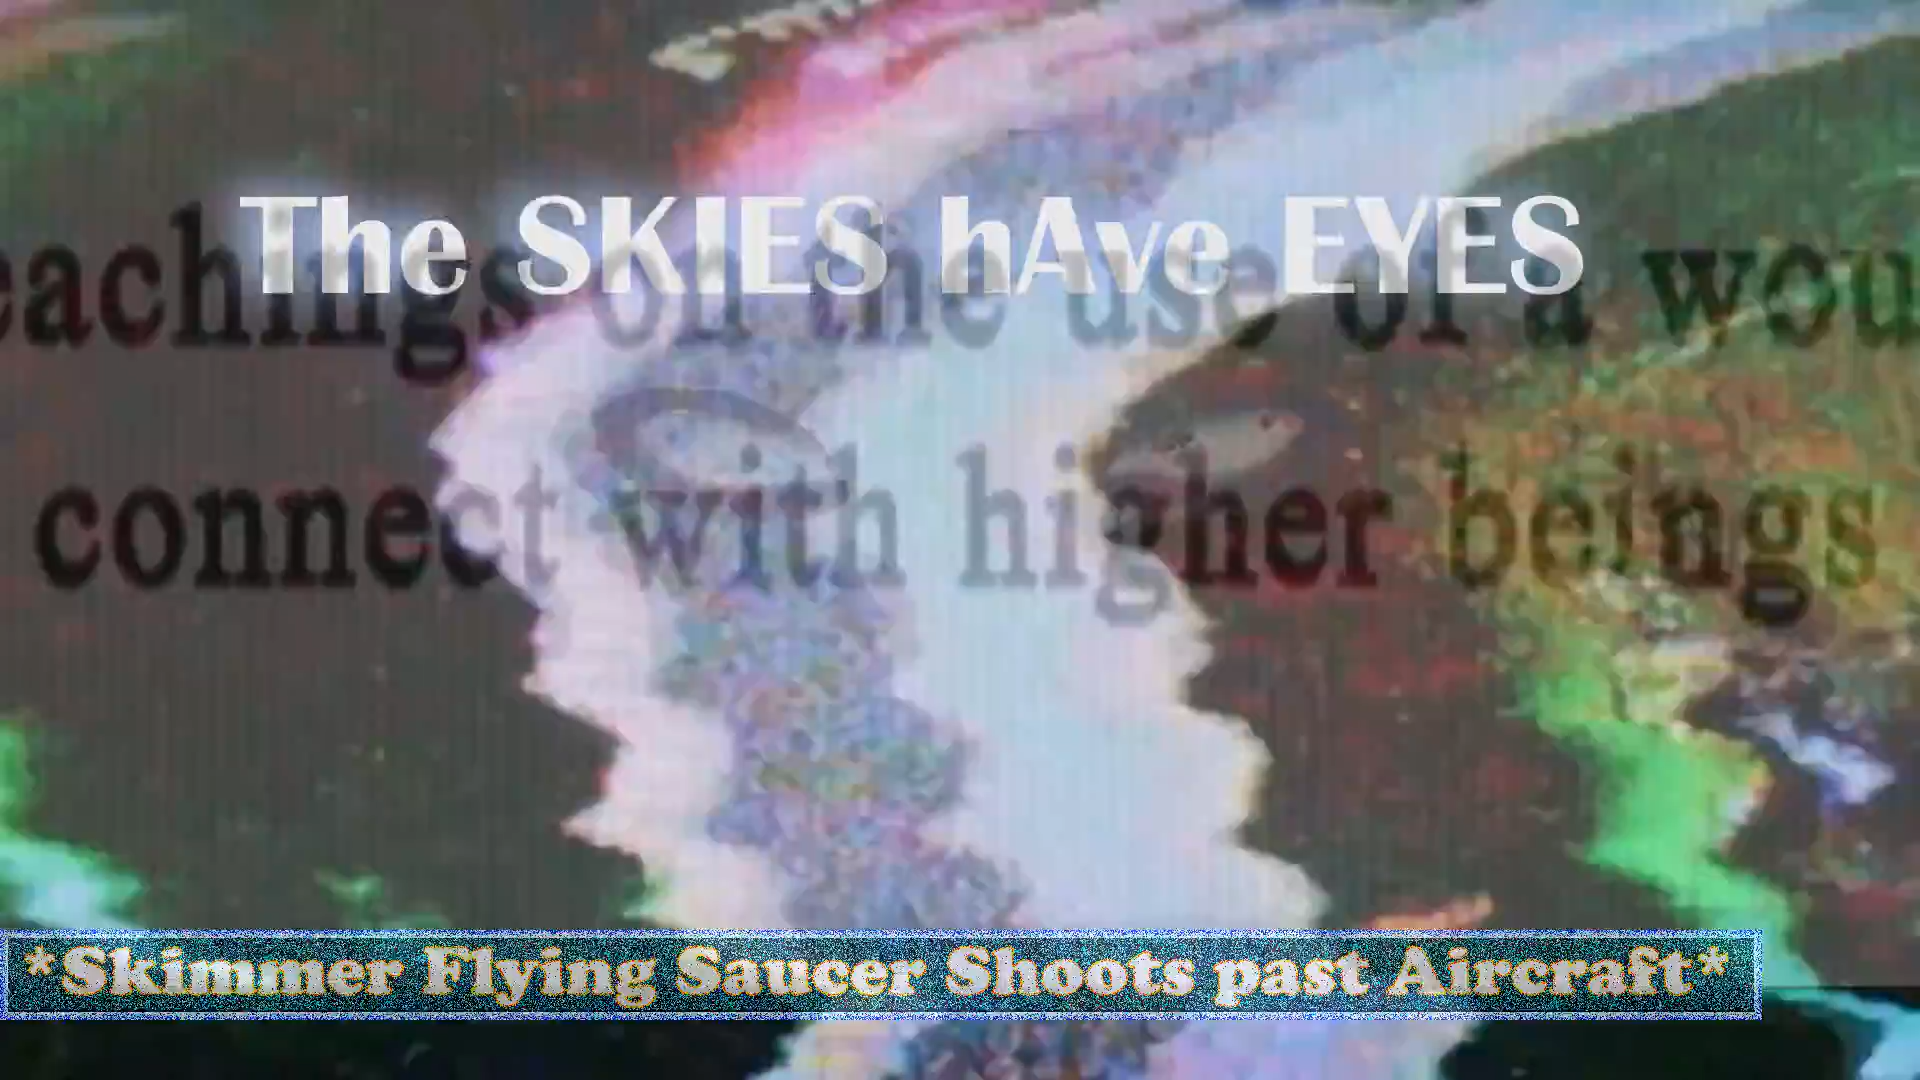 The SKIES hAve EYES
eachings on the use of a wou
connect with higher beings
*Skimmer Flying Saucer Shoots past Aircraft*